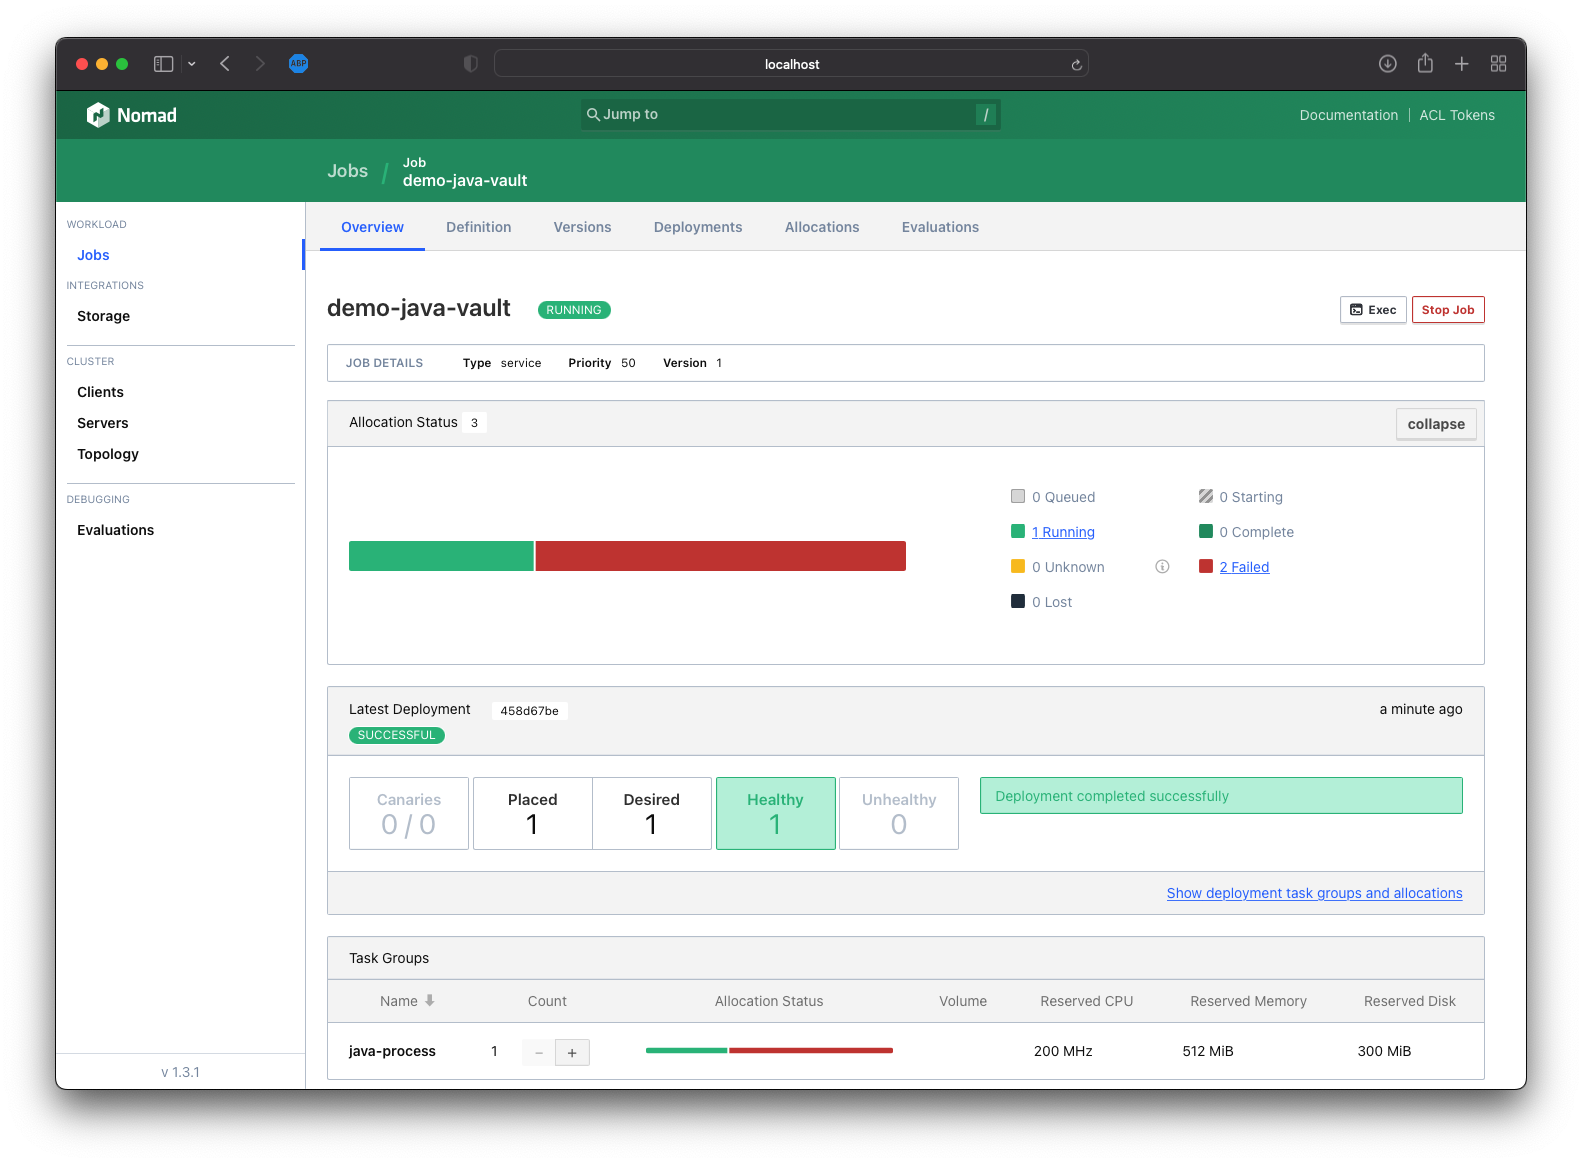 ABP
localhost
Nomad
Jump to
/
Documentation
ACL Tokens
Jobs
/
Job
demo-java-vault
WORKLOAD
Jobs
INTEGRATIONS
Storage
CLUSTER
Clients
Servers
Topology
DEBUGGING
Evaluations
v 1.3.1
Overview Definition Versions Deployments Allocations Evaluations
demo-java-vault RUNNING
Exec Stop Job
JOB DETAILS Type service Priority 50 Version 1
Allocation Status 3
collapse
0 Queued 0 Starting
1 Running 0 Complete
0 Unknown 2 Failed
0 Lost
Latest Deployment 458d67be a minute ago
SUCCESSFUL
Canaries Placed Desired Healthy Unhealthy
0 / 0 1 1 1 0
Deployment completed successfully
Show deployment task groups and allocations
Task Groups
Name Count Allocation Status Volume Reserved CPU Reserved Memory Reserved Disk
java-process 1 − + 200 MHz 512 MiB 300 MiB